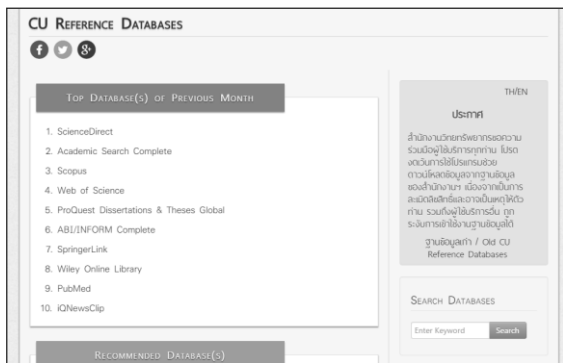 CU REFERENCE DATABASES
TOP DATABASE(S) OF PREVIOUS MONTH
1. ScienceDirect
2. Academic Search Complete
3. Scopus
4. Web of Science
5. ProQuest Dissertations & Theses Global
6. ABI/INFORM Complete
7. SpringerLink
8. Wiley Online Library
9. PubMed
10. iQNewsClip
RECOMMENDED DATABASE(S)
TH/EN
ประกาศ
สำนักงานวิทยทรัพยากรขอความ
ร่วมมือผู้ใช้บริการทุกท่าน โปรด
งดเว้นการใช้โปรแกรมช่วย
ดาวน์โหลดข้อมูลจากฐานข้อมูล
ของสำนักงานฯ เนื่องจากเป็นการ
ละเมิดลิขสิทธิ์และอาจเป็นเหตุให้ตัว
ท่าน รวมถึงผู้ใช้บริการอื่น ถูก
ระงับการเข้าใช้งานฐานข้อมูลได้
ฐานข้อมูลเก่า / Old CU
Reference Databases
SEARCH DATABASES
Enter Keyword
Search